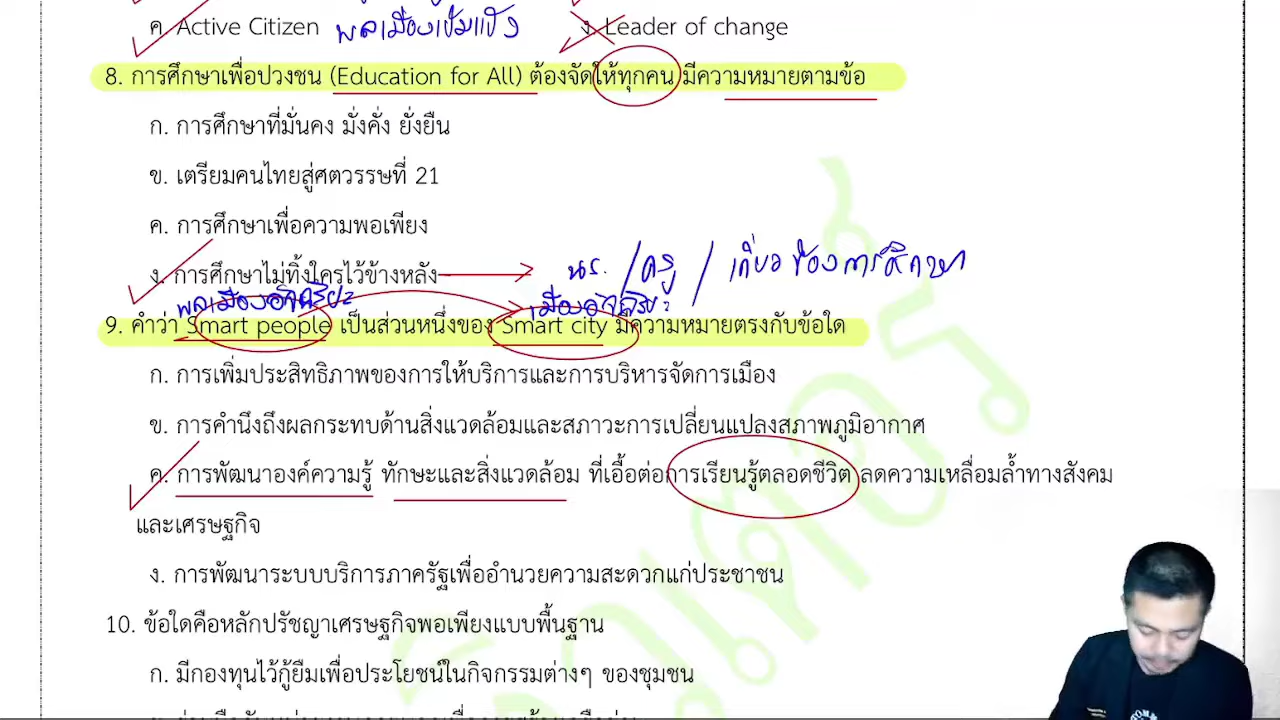 ค. Active Citizen พลเมืองเข้มแข็ง ง. Leader of change
8. การศึกษาเพื่อปวงชน (Education for All) ต้องจัดให้ทุกคน มีความหมายตามข้อ
ก. การศึกษาที่มั่นคง มั่งคั่ง ยั่งยืน
ข. เตรียมคนไทยสู่ศตวรรษที่ 21
ค. การศึกษาเพื่อความพอเพียง
ง. การศึกษาไม่ทิ้งใครไว้ข้างหลัง นร. / ครู / เกี่ยวข้องการศึกษา
พลเมืองอัจฉริยะ เมืองอัจฉริยะ
9. คำว่า Smart people เป็นส่วนหนึ่งของ Smart city มีความหมายตรงกับข้อใด
ก. การเพิ่มประสิทธิภาพของการให้บริการและการบริหารจัดการเมือง
ข. การคำนึงถึงผลกระทบด้านสิ่งแวดล้อมและสภาวะการเปลี่ยนแปลงสภาพภูมิอากาศ
ค. การพัฒนาองค์ความรู้ ทักษะและสิ่งแวดล้อม ที่เอื้อต่อการเรียนรู้ตลอดชีวิต ลดความเหลื่อมล้ำทางสังคม
และเศรษฐกิจ
ง. การพัฒนาระบบบริการภาครัฐเพื่ออำนวยความสะดวกแก่ประชาชน
10. ข้อใดคือหลักปรัชญาเศรษฐกิจพอเพียงแบบพื้นฐาน
ก. มีกองทุนไว้กู้ยืมเพื่อประโยชน์ในกิจกรรมต่างๆ ของชุมชน